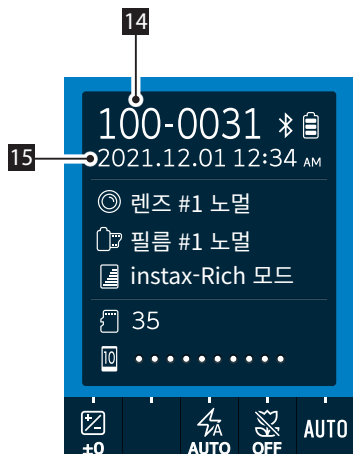 14
100-0031
15
2021.12.01 12:34 AM
렌즈 #1 노멀
필름 #1 노멀
instax-Rich 모드
35
10
±0
A
AUTO
OFF
AUTO